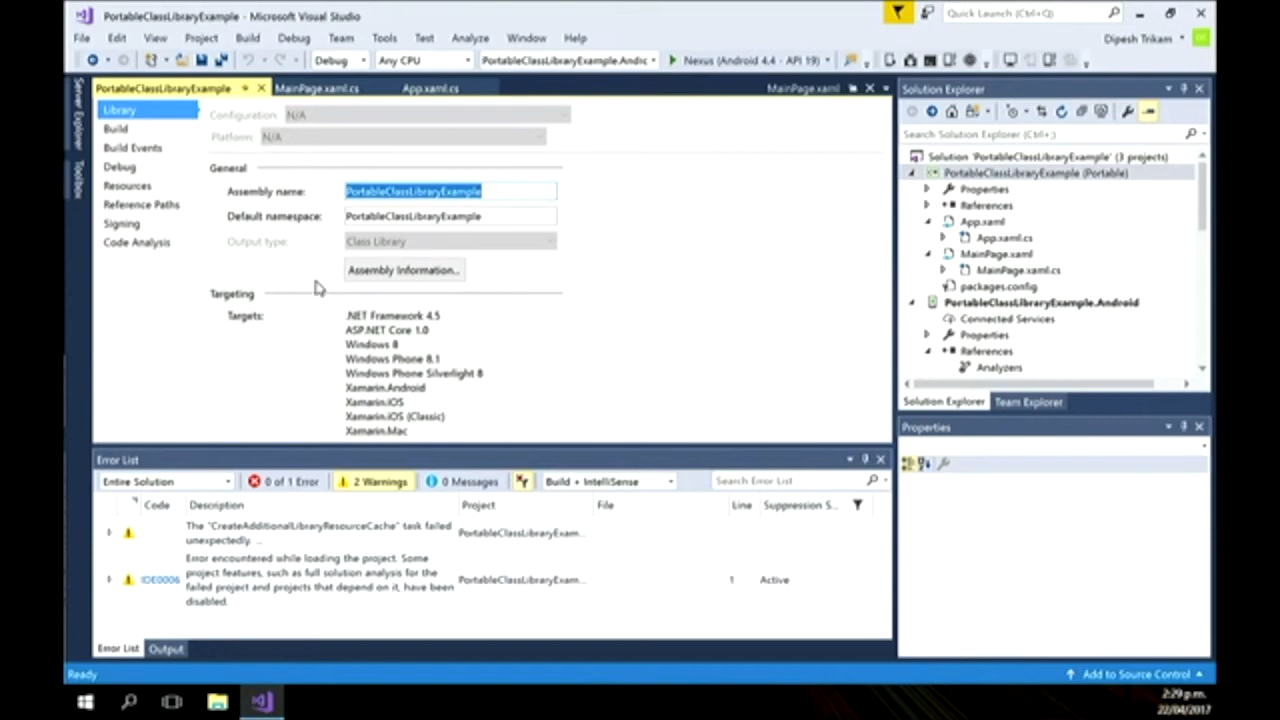 PortableClassLibraryExample - Microsoft Visual Studio
Quick Launch (Ctrl+Q)
File Edit View Project Build Debug Team Tools Test Analyze Window Help
Dipesh Trikam
Debug Any CPU PortableClassLibraryExample.Andrc Nexus (Android 4.4 - API 19)
Server Explorer
Toolbox
PortableClassLibraryExample MainPage.xaml.cs App.xaml.cs MainPage.xaml
Library
Build
Build Events
Debug
Resources
Reference Paths
Signing
Code Analysis
Configuration: N/A
Platform: N/A
General
Assembly name: PortableClassLibraryExample
Default namespace: PortableClassLibraryExample
Output type: Class Library
Assembly Information...
Targeting
Targets: .NET Framework 4.5
ASP.NET Core 1.0
Windows 8
Windows Phone 8.1
Windows Phone Silverlight 8
Xamarin.Android
Xamarin.iOS
Xamarin.iOS (Classic)
Xamarin.Mac
Solution Explorer
Search Solution Explorer (Ctrl+;)
Solution 'PortableClassLibraryExample' (3 projects)
PortableClassLibraryExample (Portable)
Properties
References
App.xaml
App.xaml.cs
MainPage.xaml
MainPage.xaml.cs
packages.config
PortableClassLibraryExample.Android
Connected Services
Properties
References
Analyzers
Solution Explorer Team Explorer
Properties
Error List
Entire Solution 0 of 1 Error 2 Warnings 0 Messages Build + IntelliSense Search Error List
Code Description Project File Line Suppression S...
The "CreateAdditionalLibraryResourceCache" task failed
unexpectedly. ...
PortableClassLibraryExam...
IDE0006
Error encountered while loading the project. Some
project features, such as full solution analysis for the
failed project and projects that depend on it, have been
disabled.
PortableClassLibraryExam... 1 Active
Error List Output
Ready
Add to Source Control
2:29 p.m.
22/04/2017